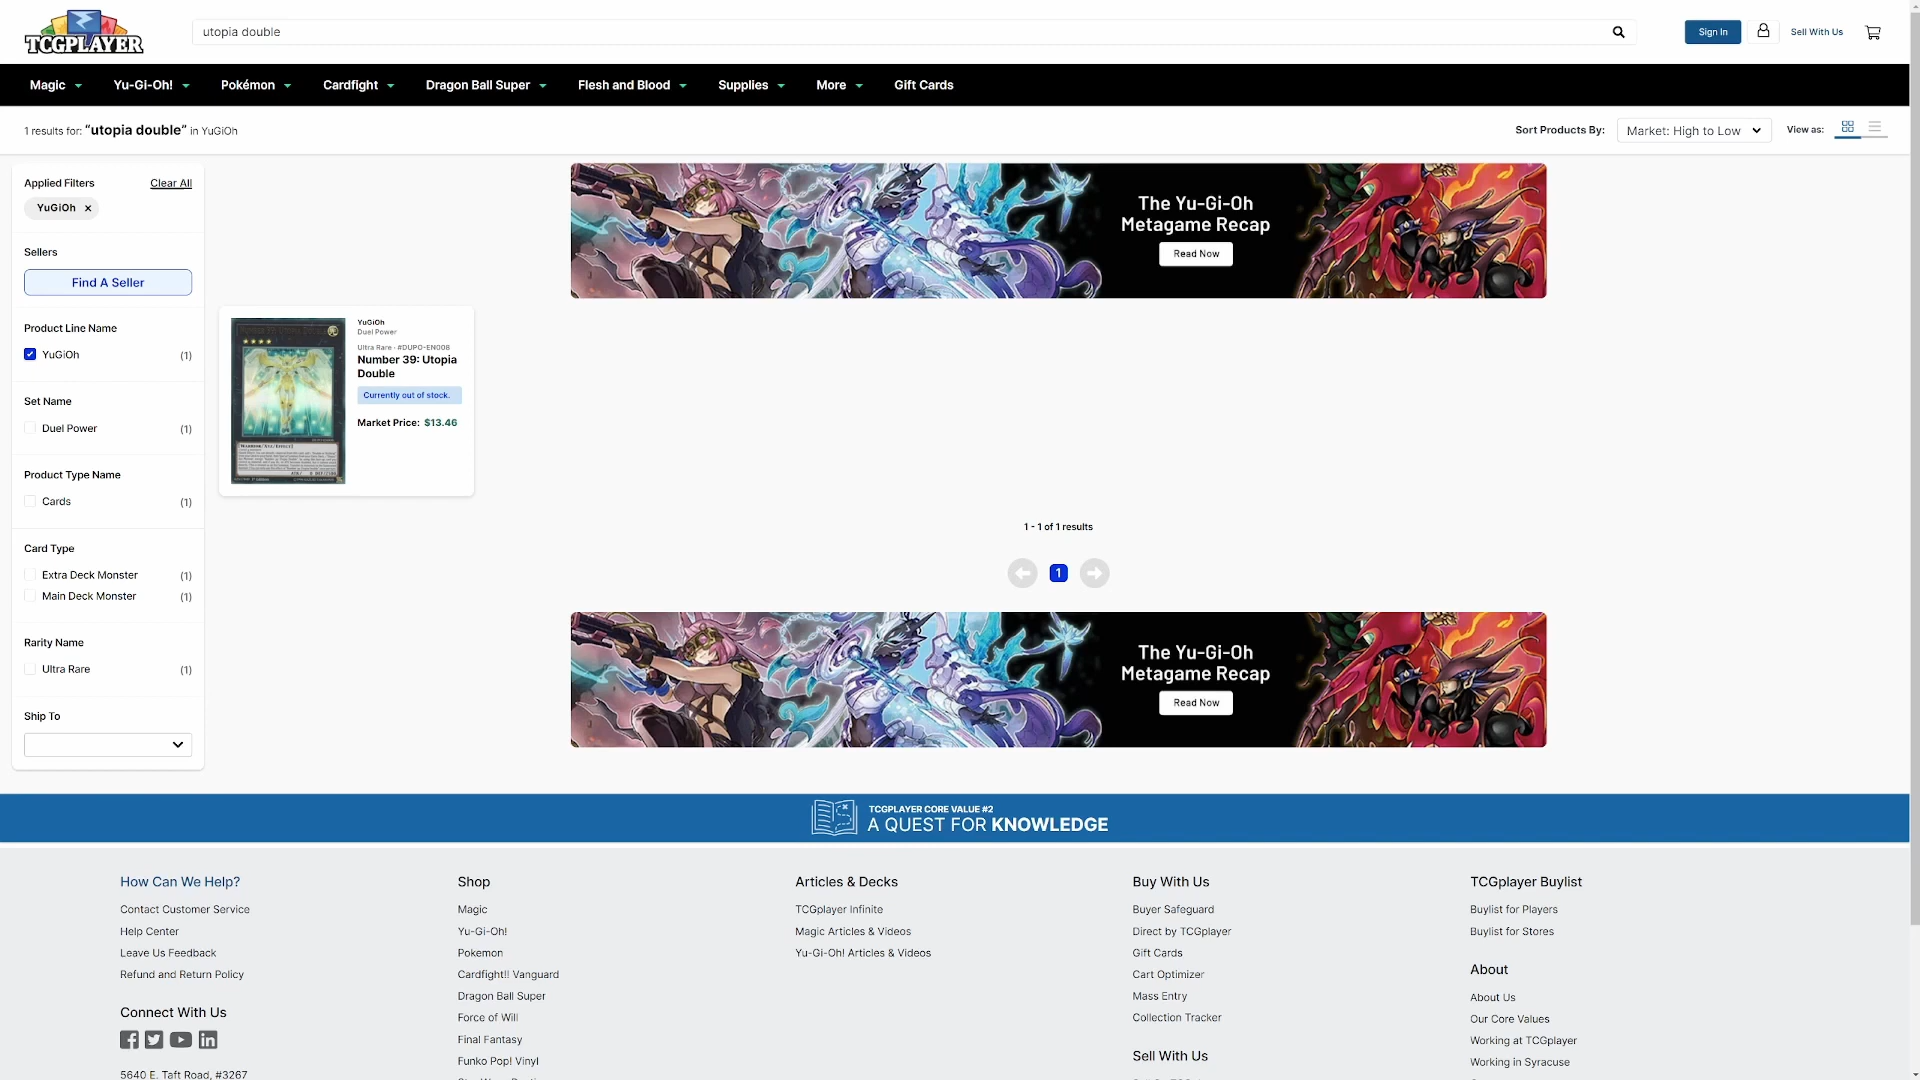 TCGPLAYER
utopia double
Sign In
Sell With Us
Magic
Yu-Gi-Oh!
Pokémon
Cardfight
Dragon Ball Super
Flesh and Blood
Supplies
More
Gift Cards
1 results for: "utopia double" in YuGiOh
Sort Products By:
Market: High to Low
View as:
Applied Filters
Clear All
YuGiOh ×
Sellers
Find A Seller
Product Line Name
YuGiOh (1)
Set Name
Duel Power (1)
Product Type Name
Cards (1)
Card Type
Extra Deck Monster (1)
Main Deck Monster (1)
Rarity Name
Ultra Rare (1)
Ship To
The Yu-Gi-Oh
Metagame Recap
Read Now
YuGiOh
Duel Power
Ultra Rare · #DUPO-EN008
Number 39: Utopia
Double
Currently out of stock.
Market Price: $13.46
1 - 1 of 1 results
1
The Yu-Gi-Oh
Metagame Recap
Read Now
TCGPLAYER CORE VALUE #2
A QUEST FOR KNOWLEDGE
How Can We Help?
Contact Customer Service
Help Center
Leave Us Feedback
Refund and Return Policy
Connect With Us
5640 E. Taft Road, #3267
Shop
Magic
Yu-Gi-Oh!
Pokemon
Cardfight!! Vanguard
Dragon Ball Super
Force of Will
Final Fantasy
Funko Pop! Vinyl
Articles & Decks
TCGplayer Infinite
Magic Articles & Videos
Yu-Gi-Oh! Articles & Videos
Buy With Us
Buyer Safeguard
Direct by TCGplayer
Gift Cards
Cart Optimizer
Mass Entry
Collection Tracker
Sell With Us
TCGplayer Buylist
Buylist for Players
Buylist for Stores
About
About Us
Our Core Values
Working at TCGplayer
Working in Syracuse